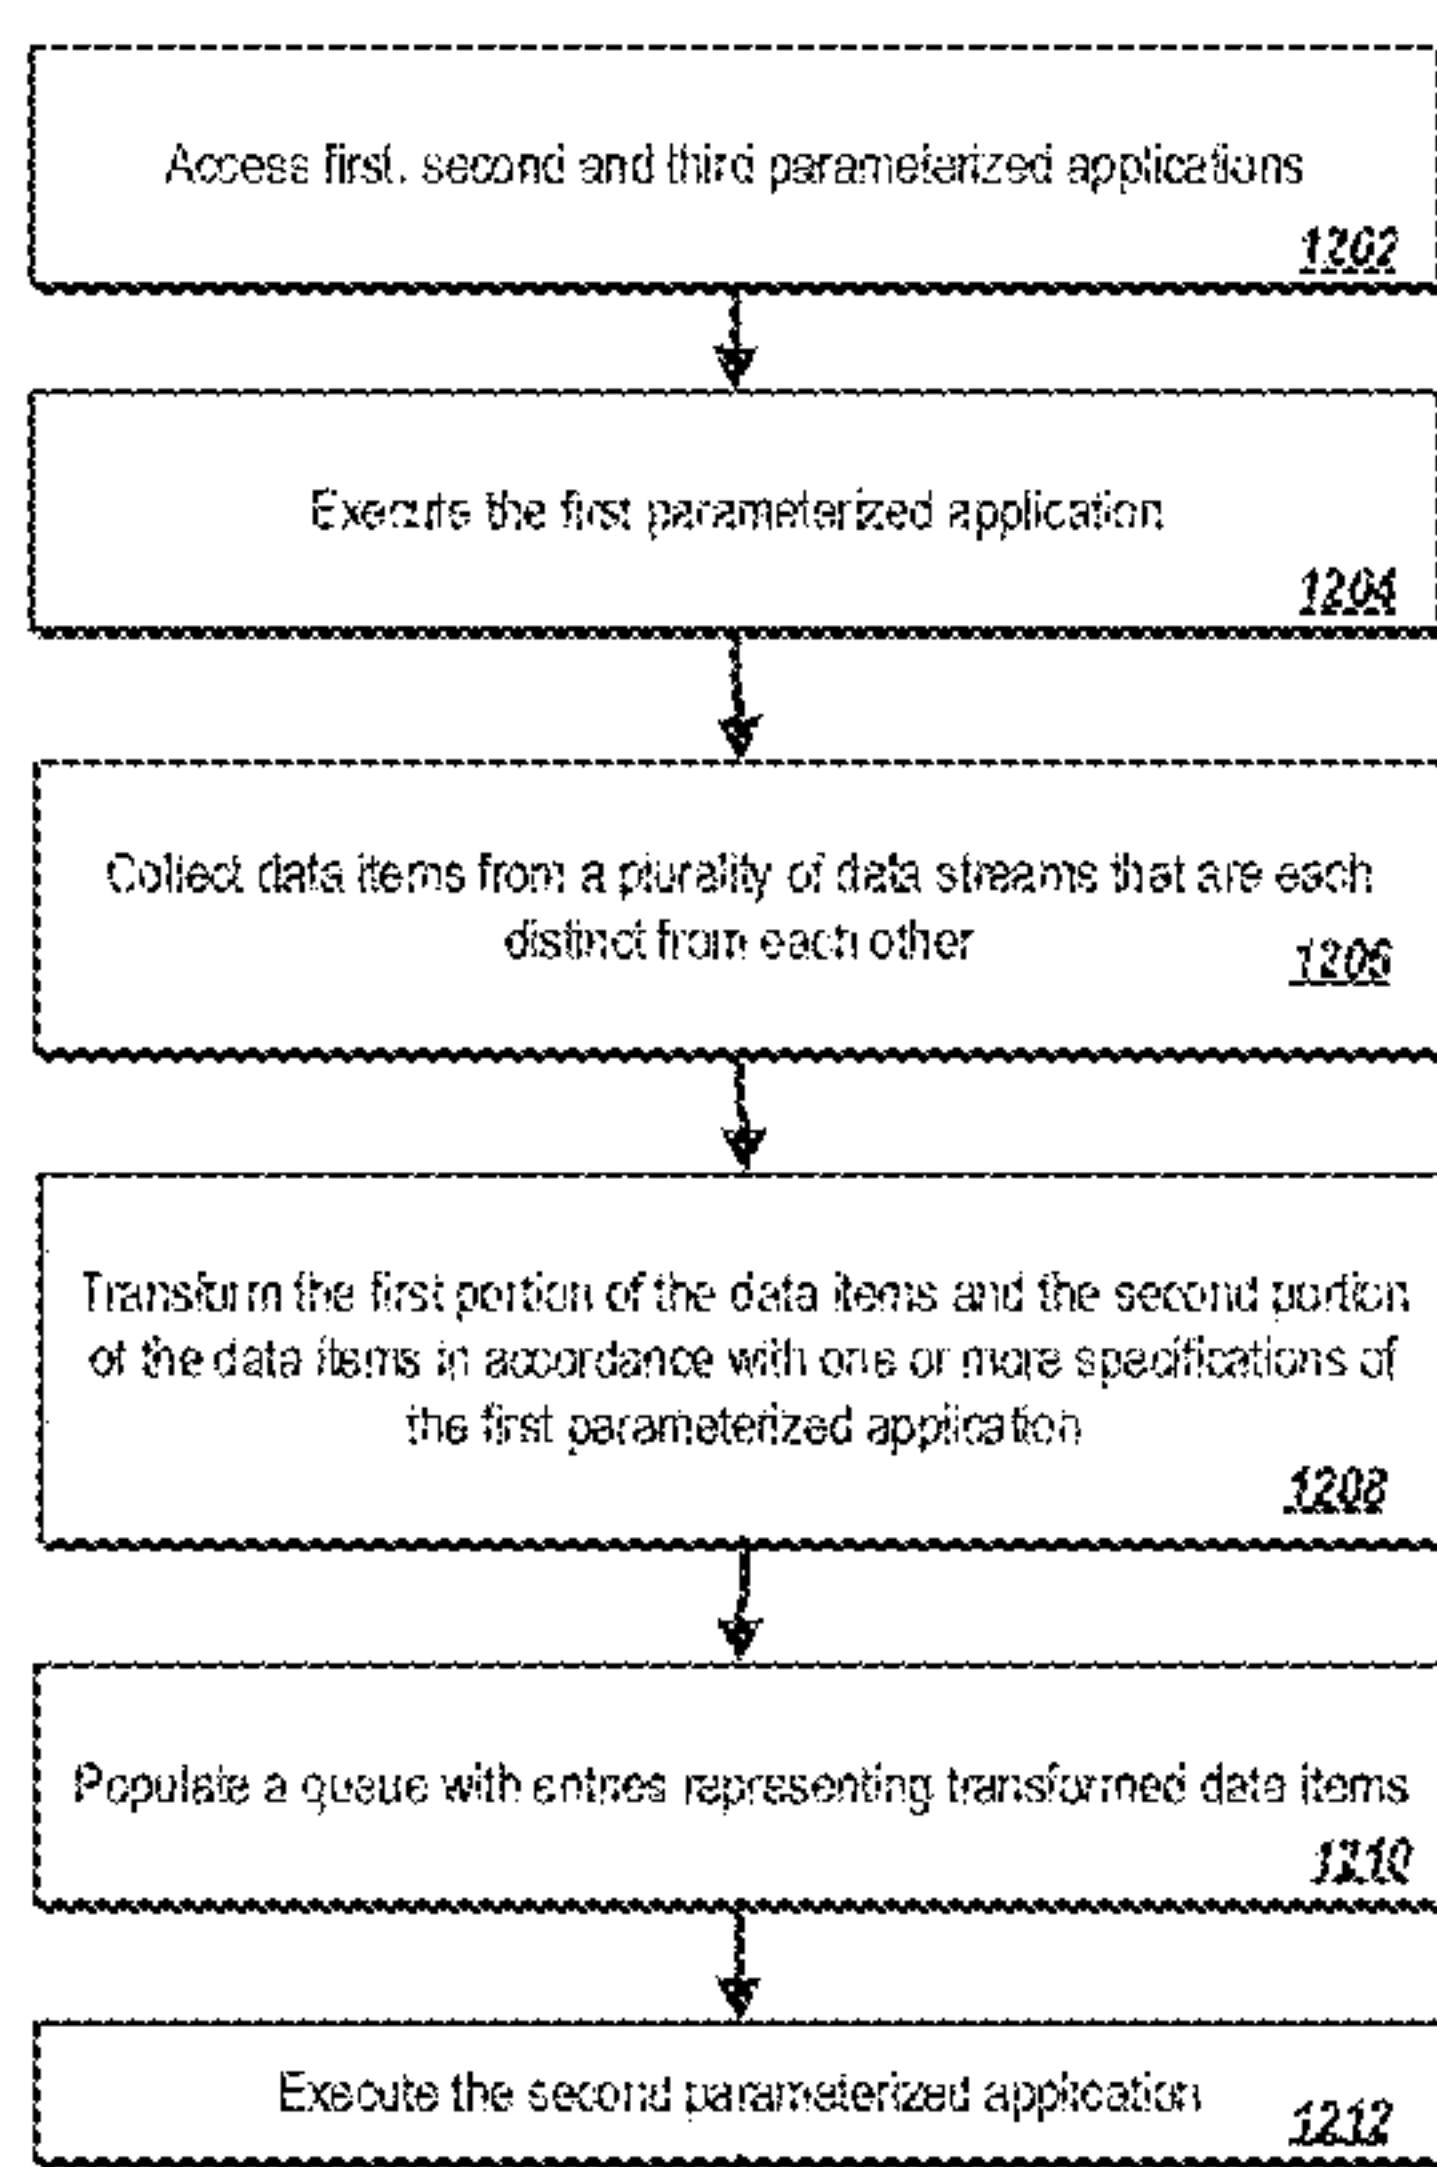 Access first, second and third parameterized applications
1202
Execute the first parameterized application
1204
Collect data items from a plurality of data streams that are each
distinct from each other
1206
Transform the first portion of the data items and the second portion
of the data items in accordance with one or more specifications of
the first parameterized application
1208
Populate a queue with entries representing transformed data items
1210
Execute the second parameterized application
1212